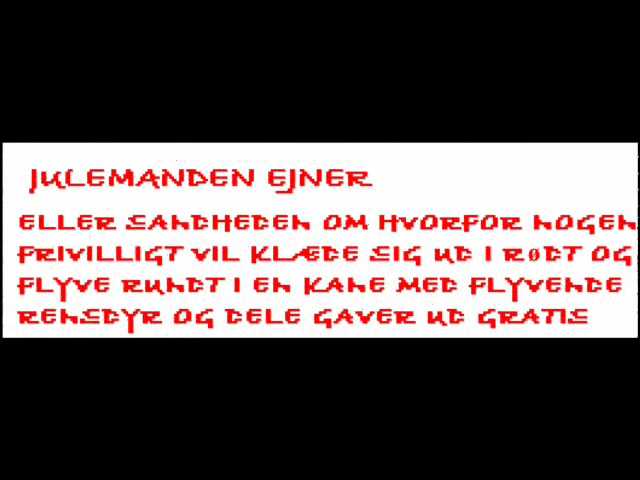 JULEMANDEN EJNER
ELLER SANDHEDEN OM HVORFOR NOGEN
FRIVILLIGT VIL KLÆDE SIG UD I RØDT OG
FLYVE RUNDT I EN KANE MED FLYVENDE
RENSDYR OG DELE GAVER UD GRATIS